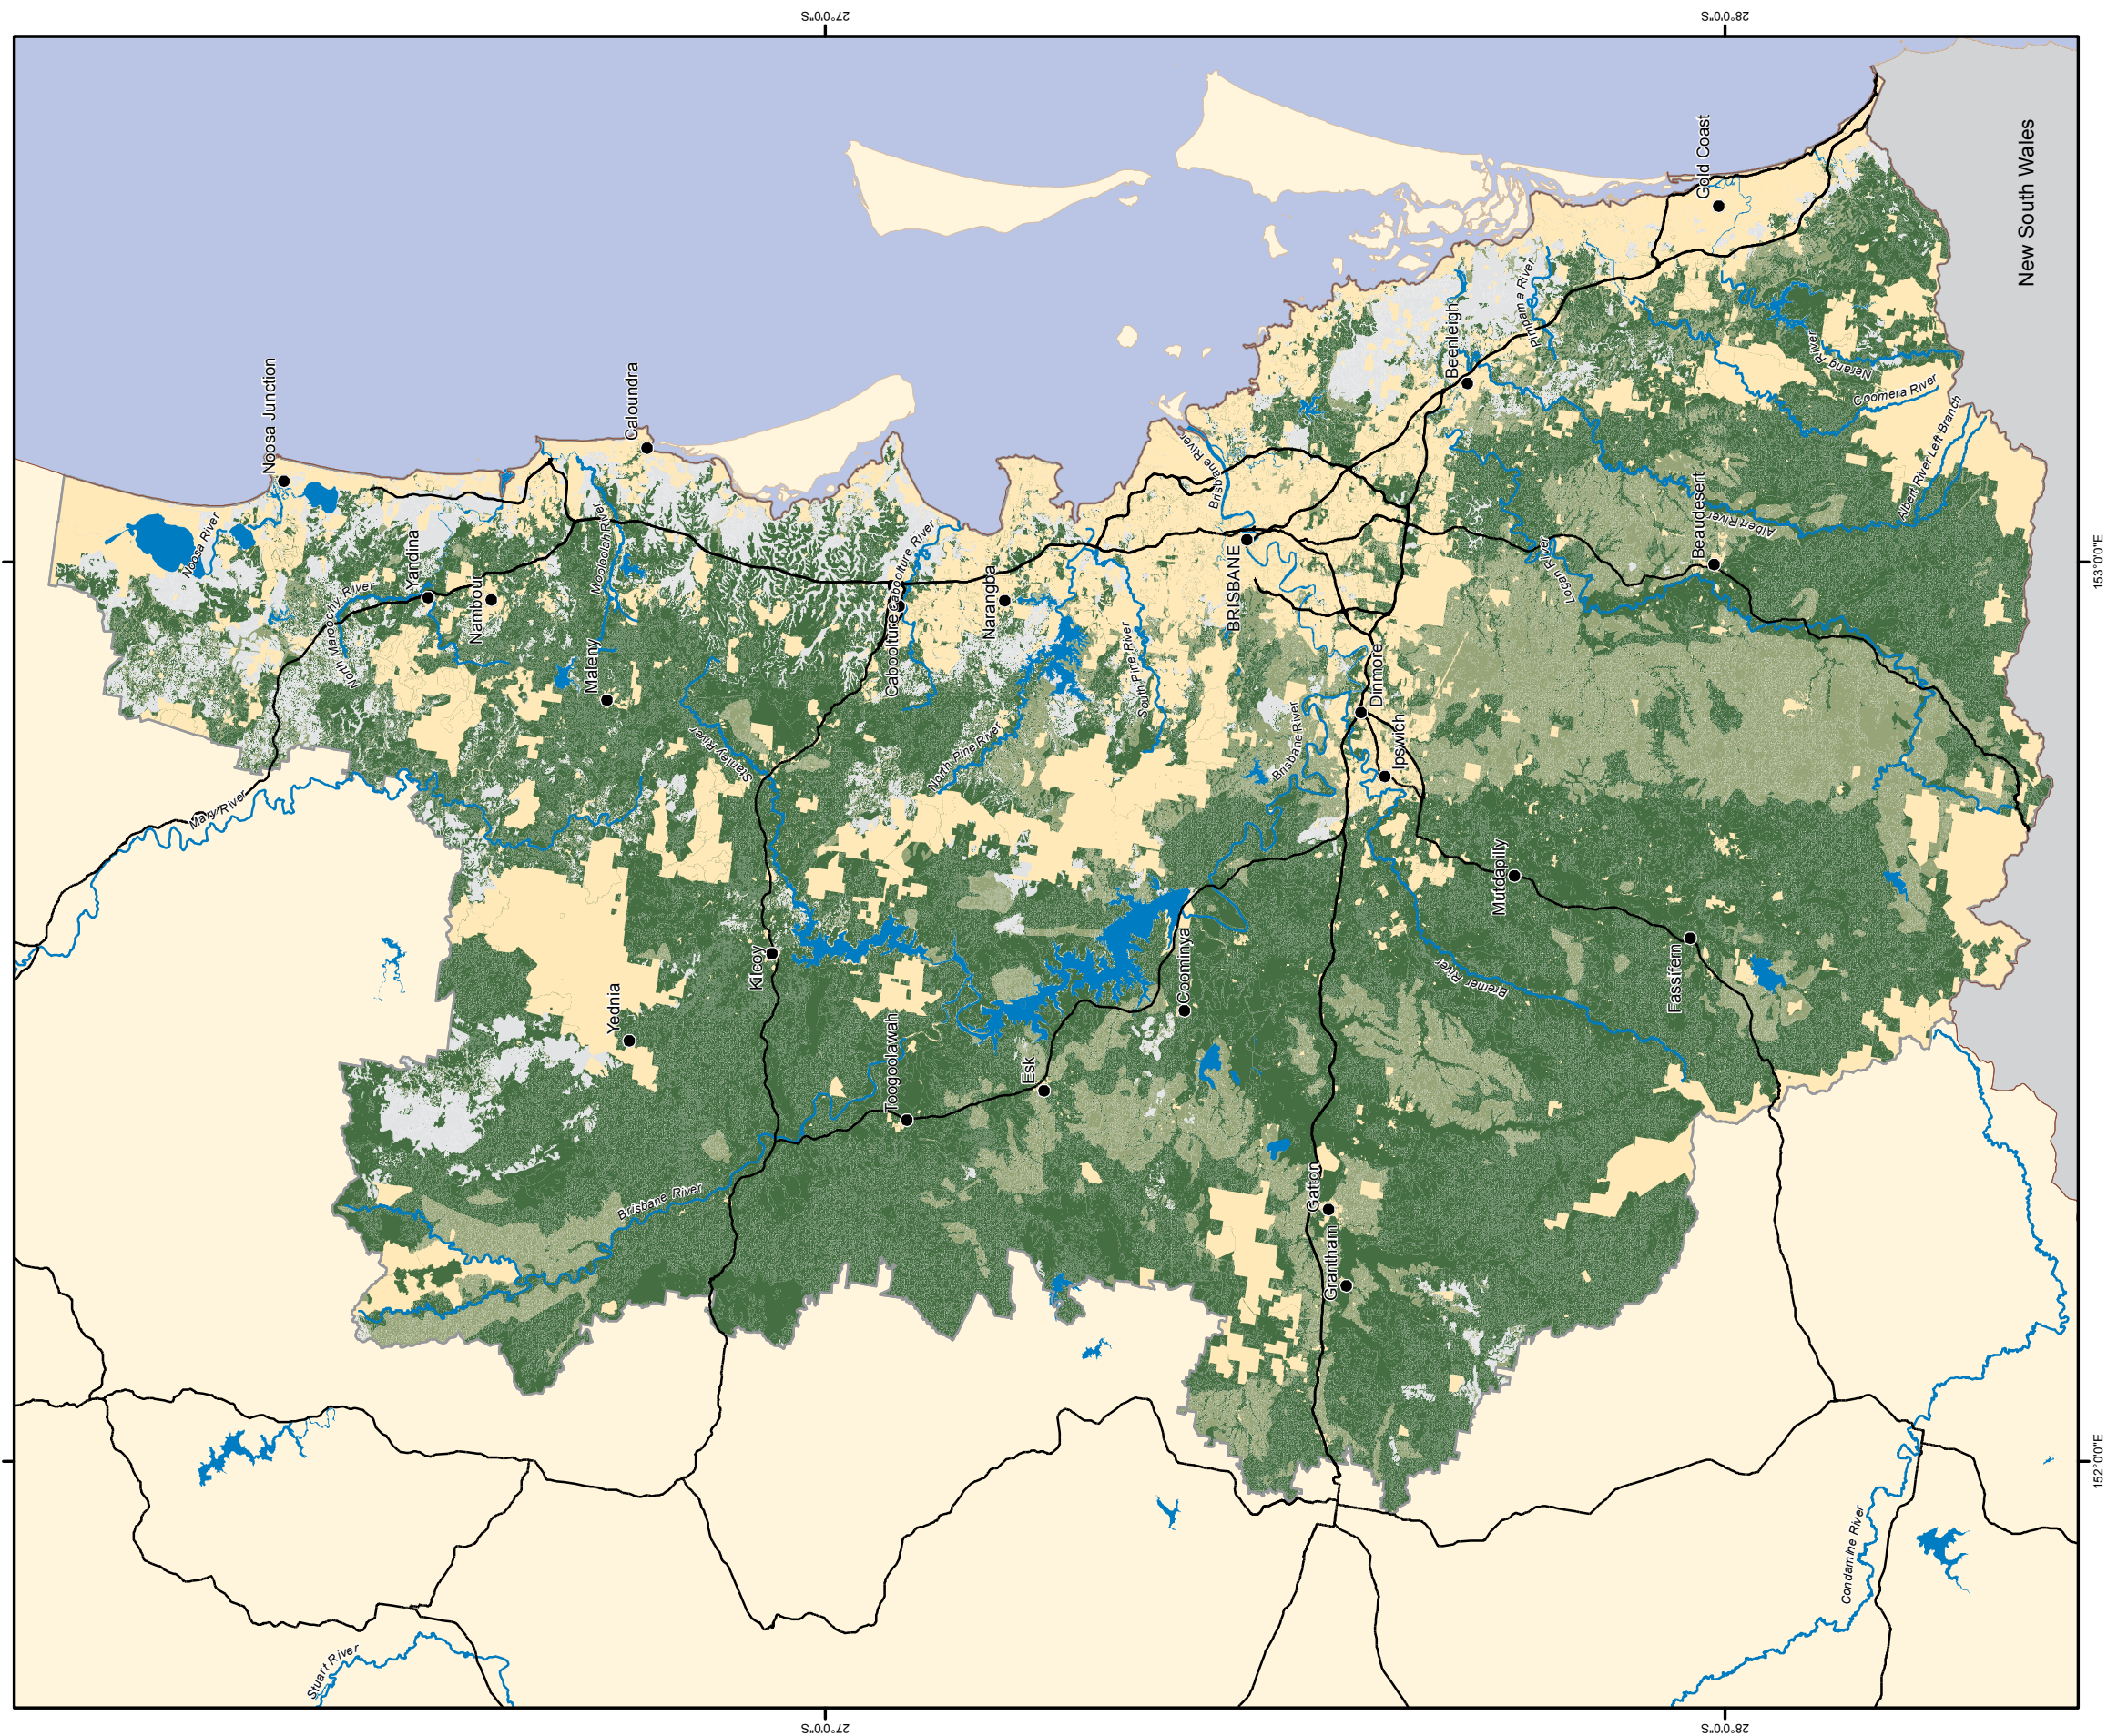 27°0'0"S
28°0'0"S
New South Wales
Gold Coast
Noosa Junction
Caloundra
Beenleigh
Pimpama River
Nerang River
Coomera River
Albert River Left Branch
Albert River
Beaudesert
Logan River
Brisbane River
BRISBANE
Noosa River
Yandina
North Maroochy River
Nambour
Mooloolah River
Maleny
Caboolture River
Caboolture
Narangba
South Pine River
North Pine River
Stanley River
Dinmore
Ipswich
Brisbane River
Mary River
Mutdapilly
Kilcoy
Coominya
Bremer River
Fassifern
Yednia
Toogoolawah
Esk
Brisbane River
Gatton
Grantham
Condamine River
Stuart River
153°0'0"E
152°0'0"E
27°0'0"S
28°0'0"S